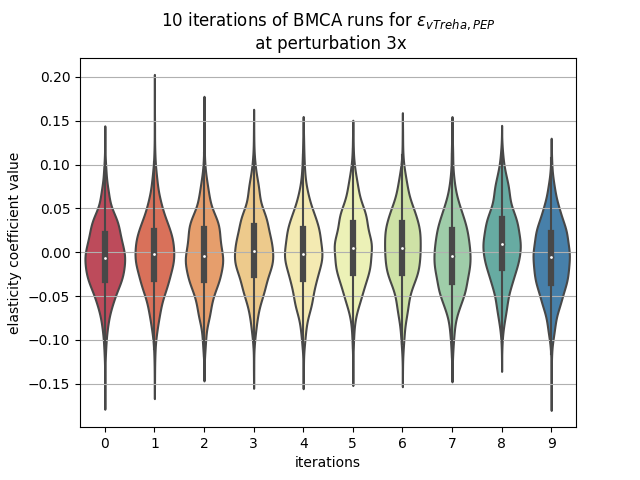 10 iterations of BMCA runs for ε_{vTreha, PEP}
at perturbation 3x
elasticity coefficient value
0.20
0.15
0.10
0.05
0.00
−0.05
−0.10
−0.15
0 1 2 3 4 5 6 7 8 9
iterations